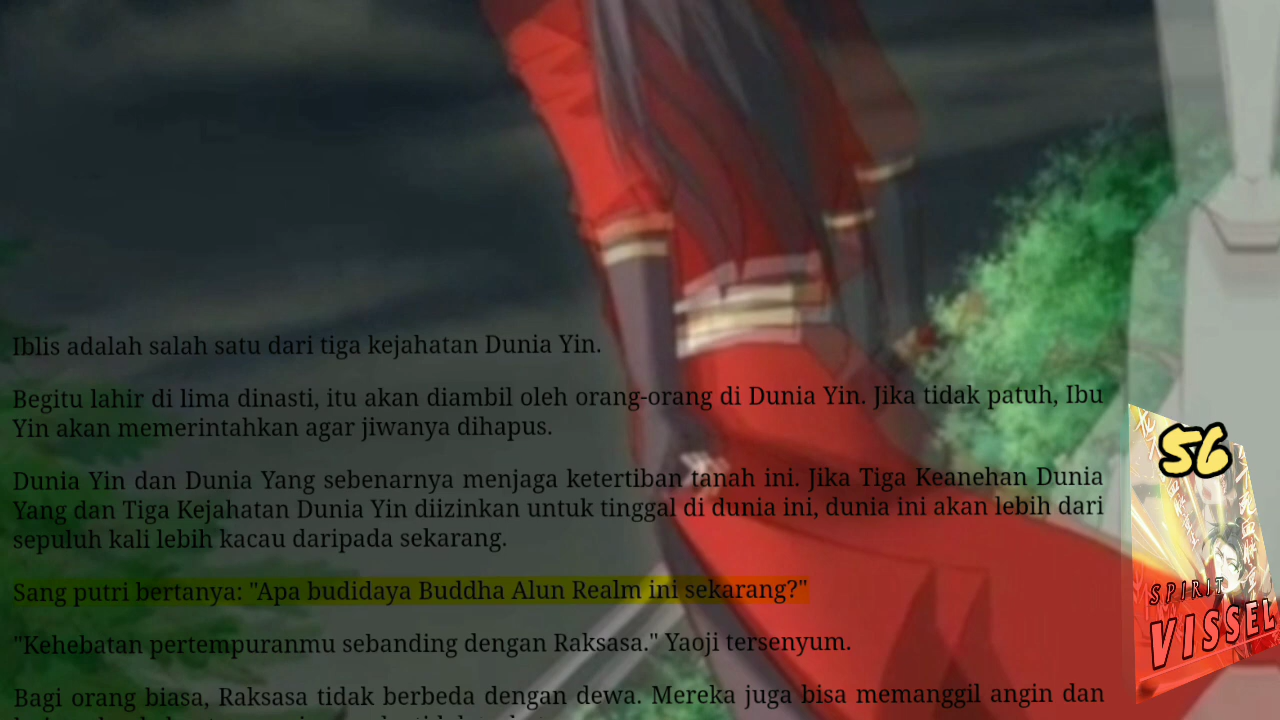 Iblis adalah salah satu dari tiga kejahatan Dunia Yin.
Begitu lahir di lima dinasti, itu akan diambil oleh orang-orang di Dunia Yin. Jika tidak patuh, Ibu
Yin akan memerintahkan agar jiwanya dihapus.
Dunia Yin dan Dunia Yang sebenarnya menjaga ketertiban tanah ini. Jika Tiga Keanehan Dunia
Yang dan Tiga Kejahatan Dunia Yin diizinkan untuk tinggal di dunia ini, dunia ini akan lebih dari
sepuluh kali lebih kacau daripada sekarang.
Sang putri bertanya: "Apa budidaya Buddha Alun Realm ini sekarang?"
"Kehebatan pertempuranmu sebanding dengan Raksasa." Yaoji tersenyum.
Bagi orang biasa, Raksasa tidak berbeda dengan dewa. Mereka juga bisa memanggil angin dan
56
SPIRIT
VISSEL